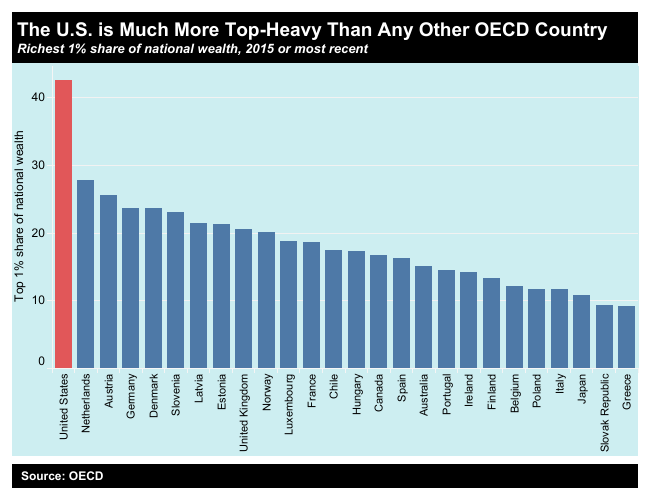 The U.S. is Much More Top-Heavy Than Any Other OECD Country
Richest 1% share of national wealth, 2015 or most recent
Top 1% share of national wealth
40
30
20
10
0
United States
Netherlands
Austria
Germany
Denmark
Slovenia
Latvia
Estonia
United Kingdom
Norway
Luxembourg
France
Chile
Hungary
Canada
Spain
Australia
Portugal
Ireland
Finland
Belgium
Poland
Italy
Japan
Slovak Republic
Greece
Source: OECD